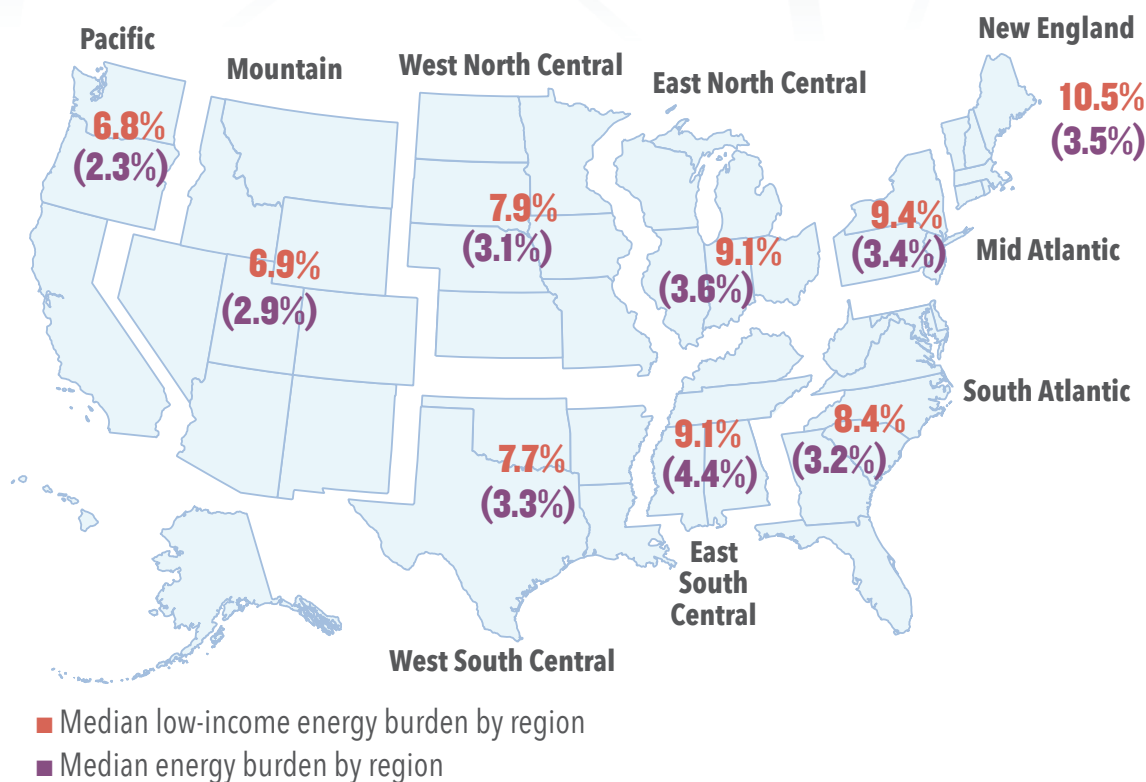 Pacific
6.8%
(2.3%)
Mountain
6.9%
(2.9%)
West North Central
7.9%
(3.1%)
East North Central
9.1%
(3.6%)
New England
10.5%
(3.5%)
9.4%
(3.4%)
Mid Atlantic
South Atlantic
8.4%
(3.2%)
9.1%
(4.4%)
East
South
Central
7.7%
(3.3%)
West South Central
Median low-income energy burden by region
Median energy burden by region